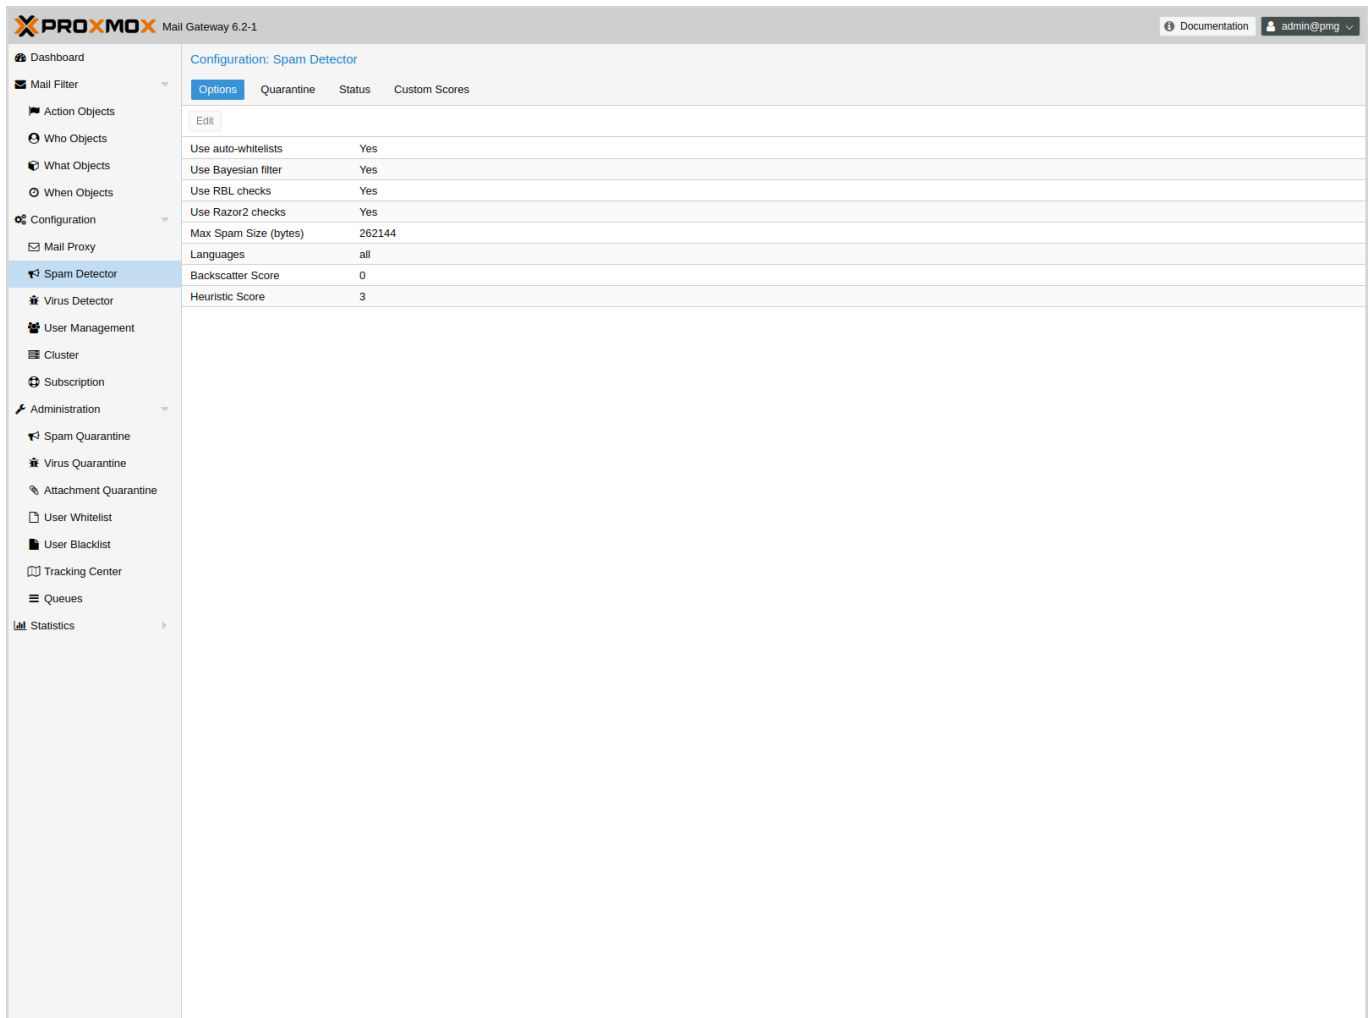 PROXMOX Mail Gateway 6.2-1
Documentation
admin@pmg
Dashboard
Mail Filter
Action Objects
Who Objects
What Objects
When Objects
Configuration
Mail Proxy
Spam Detector
Virus Detector
User Management
Cluster
Subscription
Administration
Spam Quarantine
Virus Quarantine
Attachment Quarantine
User Whitelist
User Blacklist
Tracking Center
Queues
Statistics
Configuration: Spam Detector
Options Quarantine Status Custom Scores
Edit
Use auto-whitelists Yes
Use Bayesian filter Yes
Use RBL checks Yes
Use Razor2 checks Yes
Max Spam Size (bytes) 262144
Languages all
Backscatter Score 0
Heuristic Score 3